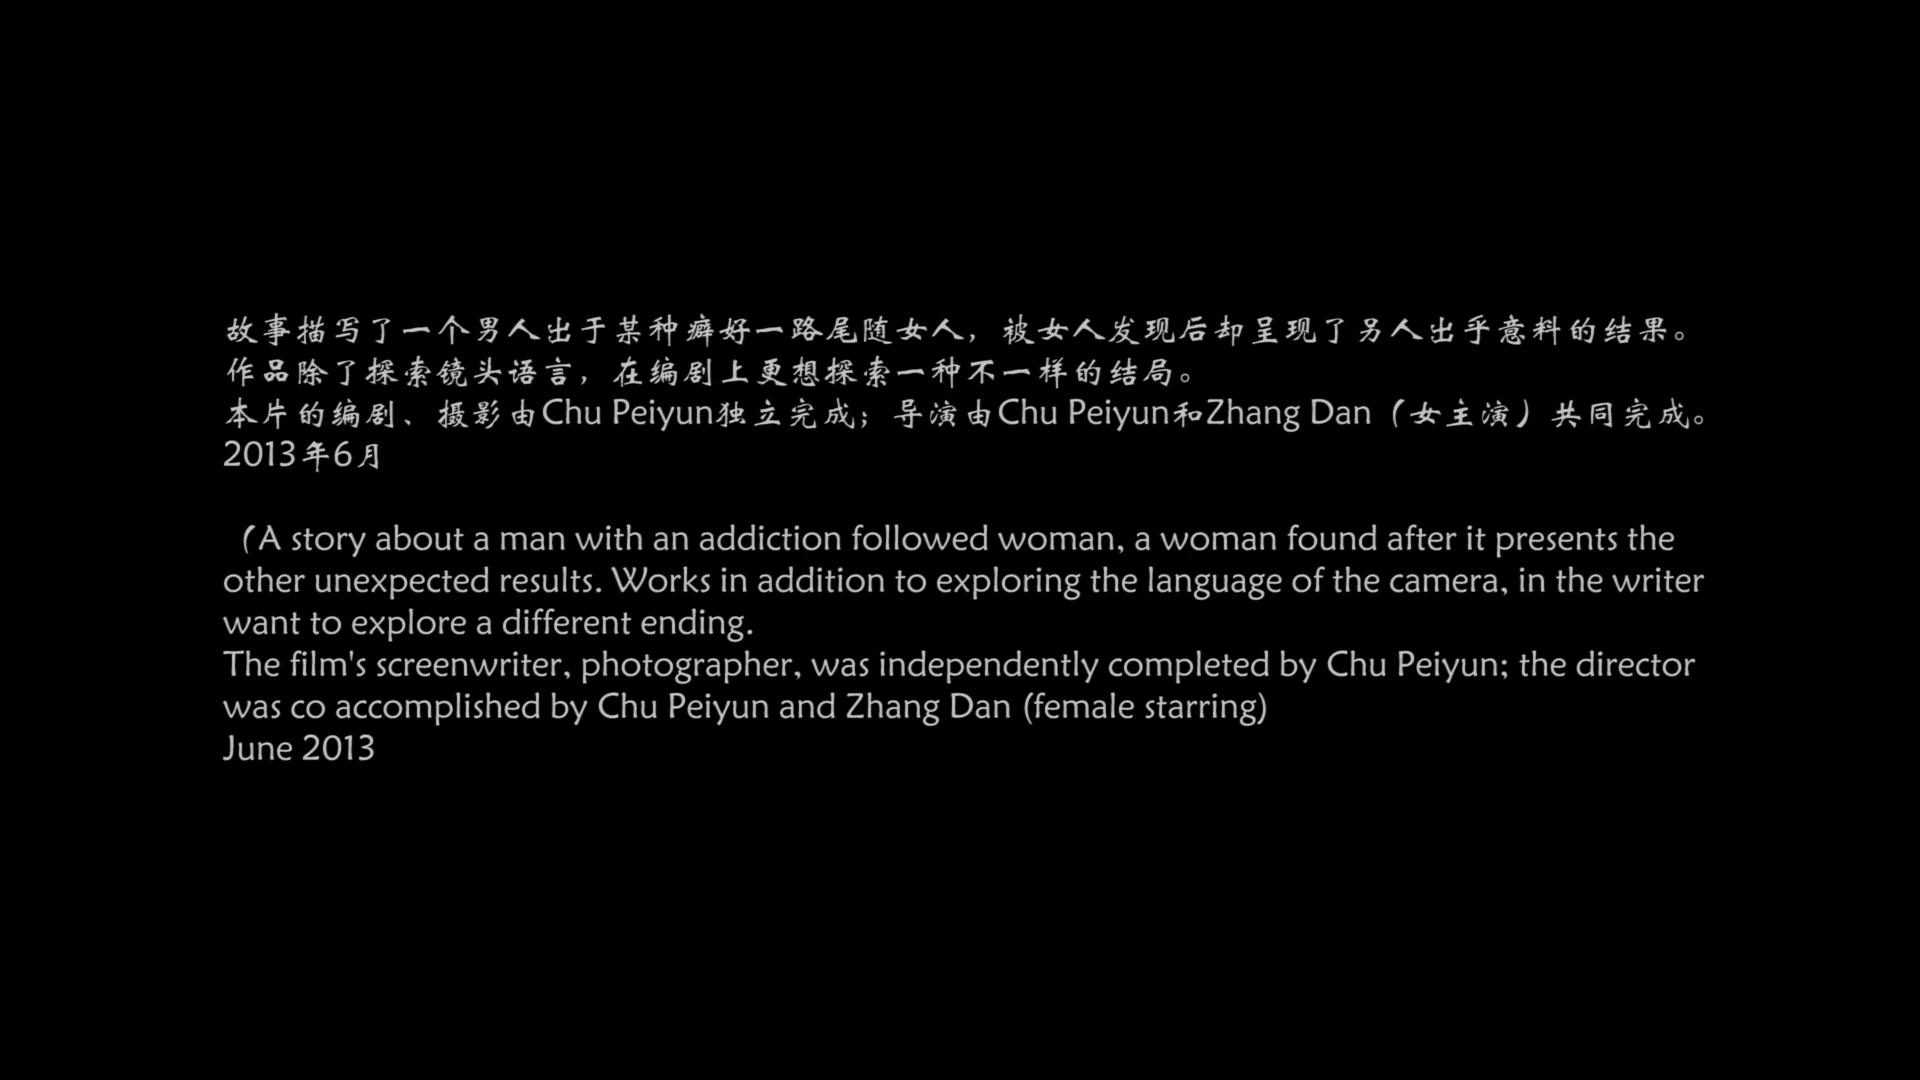 故事描写了一个男人出于某种癖好一路尾随女人，被女人发现后却呈现了另人出乎意料的结果。
作品除了探索镜头语言，在编剧上更想探索一种不一样的结局。
本片的编剧、摄影由Chu Peiyun独立完成；导演由Chu Peiyun和Zhang Dan（女主演）共同完成。
2013年6月
（A story about a man with an addiction followed woman, a woman found after it presents the
other unexpected results. Works in addition to exploring the language of the camera, in the writer
want to explore a different ending.
The film's screenwriter, photographer, was independently completed by Chu Peiyun; the director
was co accomplished by Chu Peiyun and Zhang Dan (female starring)
June 2013